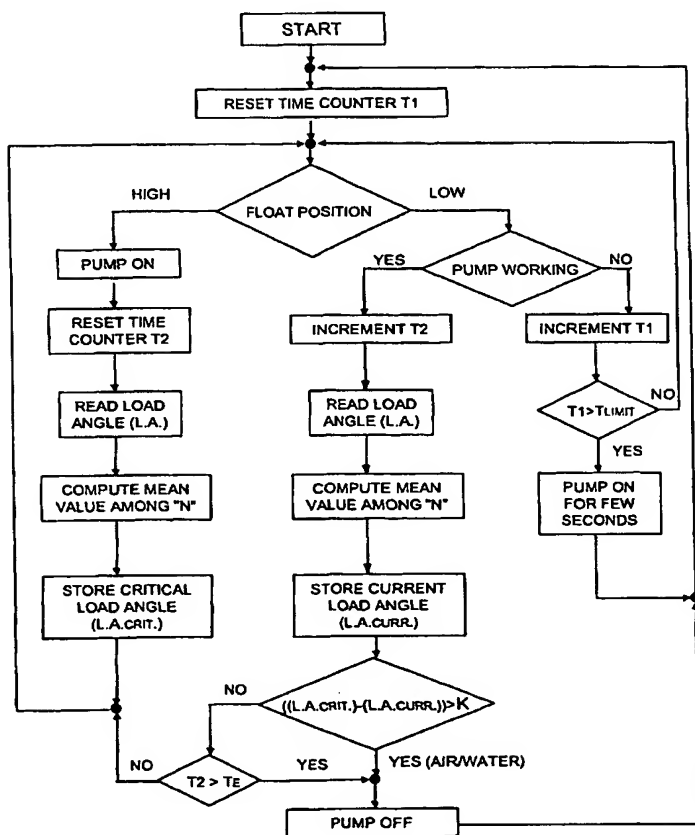 START
RESET TIME COUNTER T1
HIGH
FLOAT POSITION
LOW
PUMP ON
YES
PUMP WORKING
NO
RESET TIME
COUNTER T2
INCREMENT T2
INCREMENT T1
READ LOAD
ANGLE (L.A.)
READ LOAD
ANGLE (L.A.)
T1>TLIMIT
NO
YES
COMPUTE MEAN
VALUE AMONG "N"
COMPUTE MEAN
VALUE AMONG "N"
PUMP ON
FOR FEW
SECONDS
STORE CRITICAL
LOAD ANGLE
(L.A.CRIT.)
STORE CURRENT
LOAD ANGLE
(L.A.CURR.)
NO
((L.A.CRIT.)-(L.A.CURR.))>K
NO
T2 > TE
YES
YES (AIR/WATER)
PUMP OFF